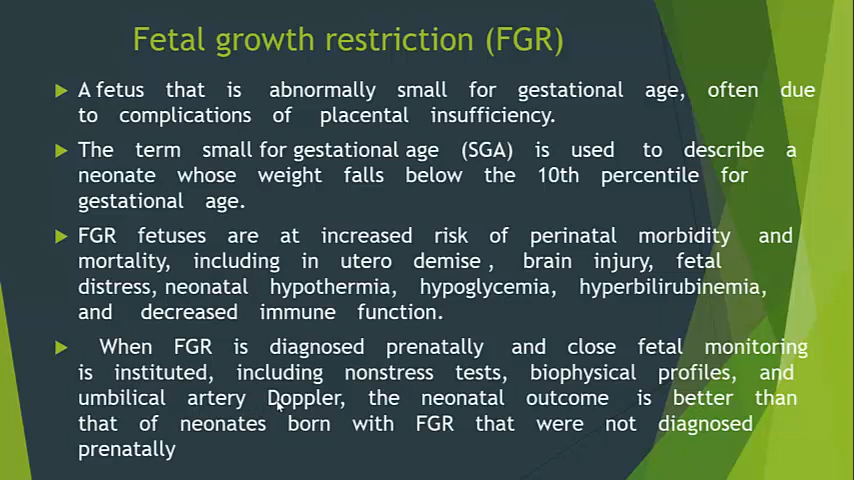 Fetal growth restriction (FGR)
A fetus that is abnormally small for gestational age, often due
to complications of placental insufficiency.
The term small for gestational age (SGA) is used to describe a
neonate whose weight falls below the 10th percentile for
gestational age.
FGR fetuses are at increased risk of perinatal morbidity and
mortality, including in utero demise , brain injury, fetal
distress, neonatal hypothermia, hypoglycemia, hyperbilirubinemia,
and decreased immune function.
When FGR is diagnosed prenatally and close fetal monitoring
is instituted, including nonstress tests, biophysical profiles, and
umbilical artery Doppler, the neonatal outcome is better than
that of neonates born with FGR that were not diagnosed
prenatally